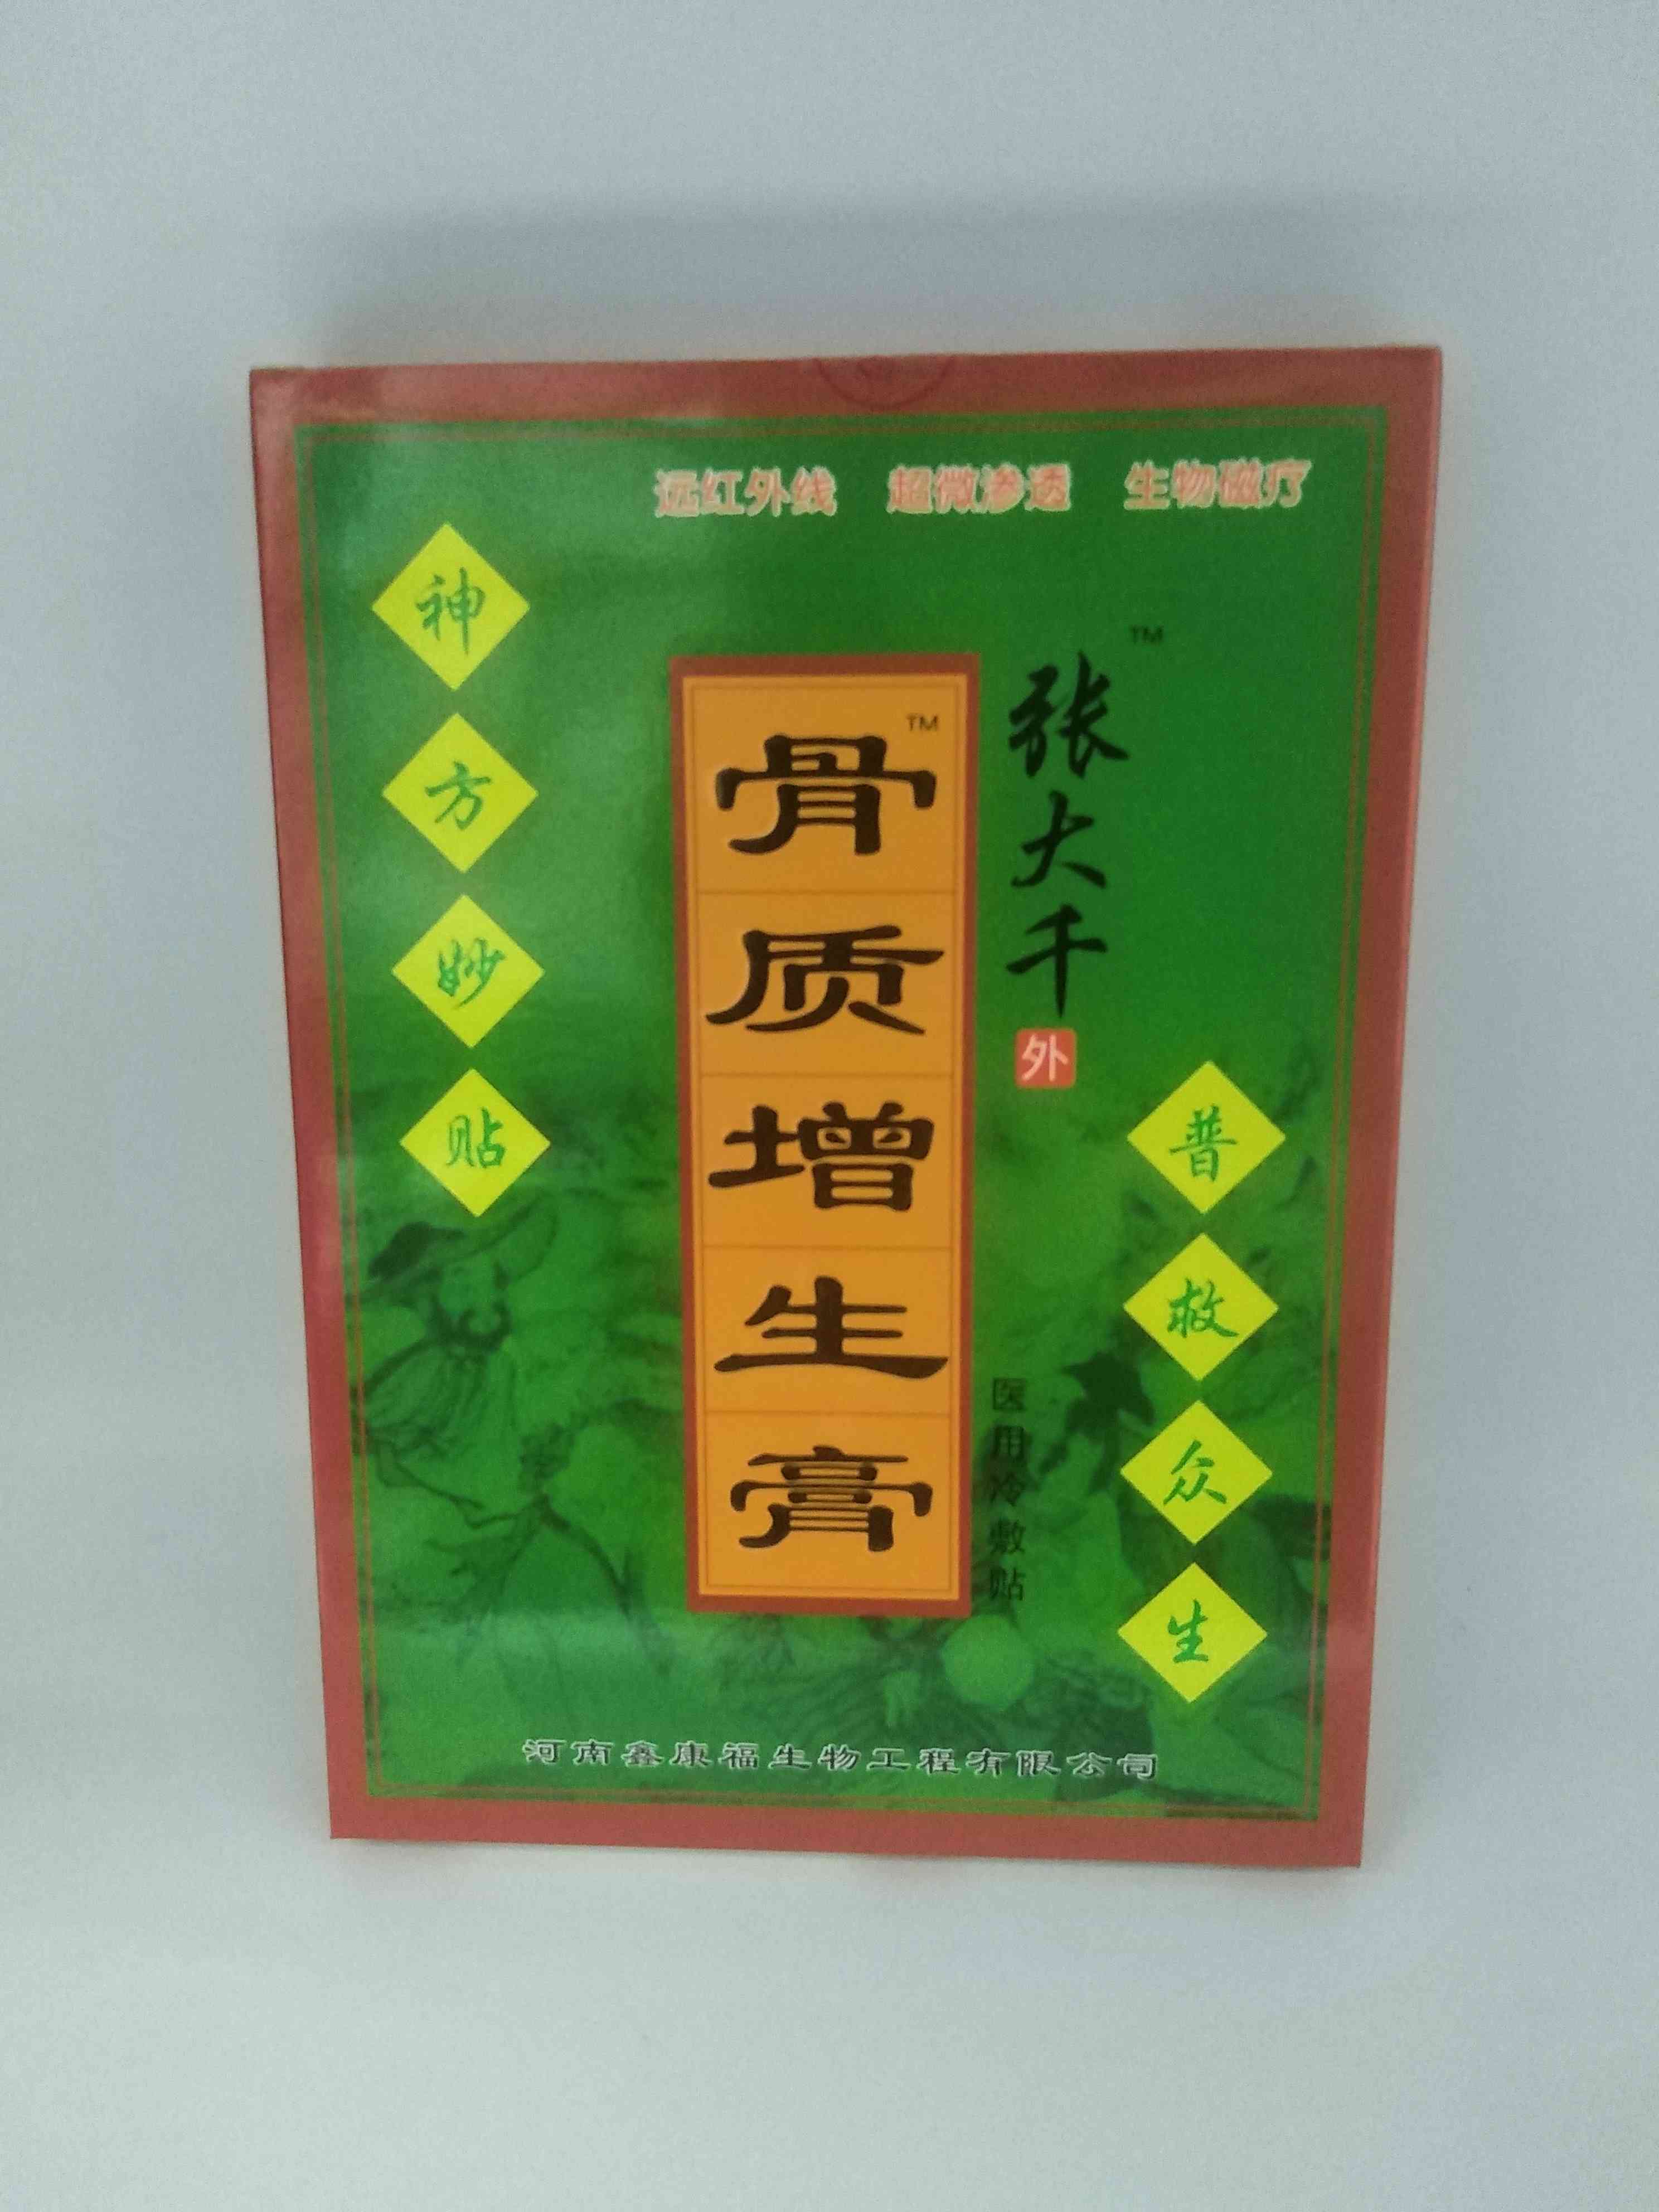 远红外线 超微渗透 生物磁疗
神方妙贴
TM
张大千
外
TM
骨质增生膏
医用冷敷贴
普救众生
河南鑫康福生物工程有限公司